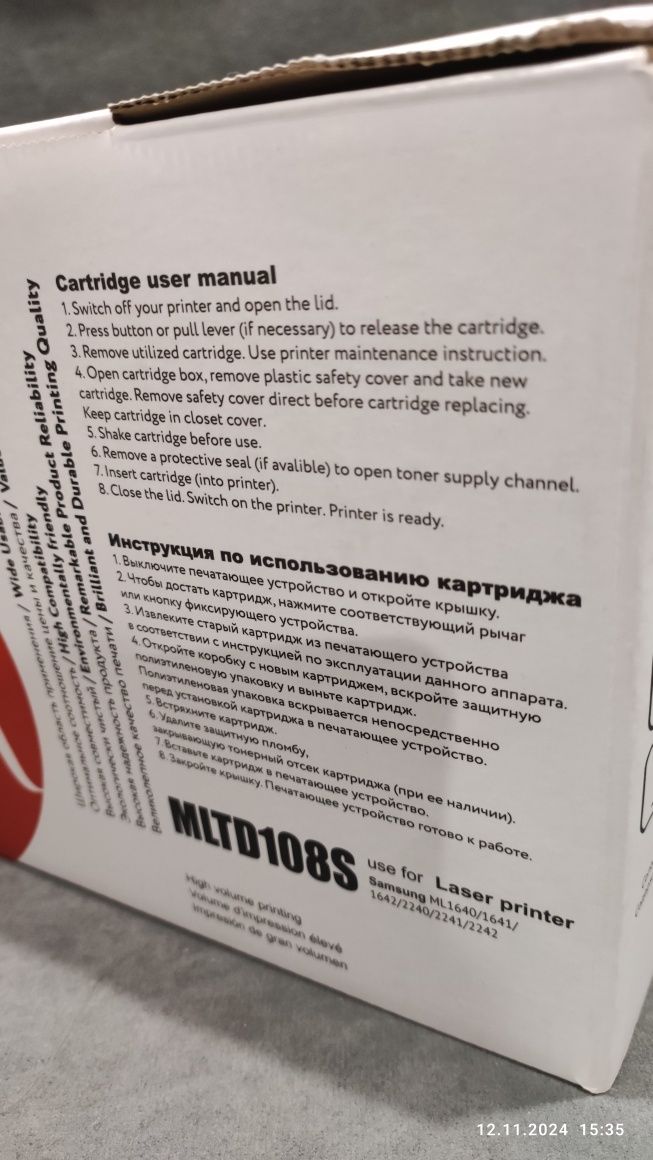 Cartridge user manual
1. Switch off your printer and open the lid.
2. Press button or pull lever (if necessary) to release the cartridge.
3. Remove utilized cartridge. Use printer maintenance instruction.
4. Open cartridge box, remove plastic safety cover and take new
cartridge. Remove safety cover direct before cartridge replacing.
Keep cartridge in closet cover.
5. Shake cartridge before use.
6. Remove a protective seal (if avalible) to open toner supply channel.
7. Insert cartridge (into printer).
8. Close the lid. Switch on the printer. Printer is ready.
Инструкция по использованию картриджа
1. Выключите печатающее устройство и откройте крышку.
2. Чтобы достать картридж, нажмите соответствующий рычаг
или кнопку фиксирующего устройства.
3. Извлеките старый картридж из печатающего устройства
в соответствии с инструкцией по эксплуатации данного аппарата.
4. Откройте коробку с новым картриджем, вскройте защитную
полиэтиленовую упаковку и выньте картридж.
Полиэтиленовая упаковка вскрывается непосредственно
перед установкой картриджа в печатающее устройство.
5. Встряхните картридж.
6. Удалите защитную пломбу,
закрывающую тонерный отсек картриджа (при ее наличии).
7. Вставьте картридж в печатающее устройство.
8. Закройте крышку. Печатающее устройство готово к работе.
MLTD108S
use for Laser printer
Samsung ML1640/1641/
1642/2240/2241/2242
High volume printing
Volume d'impression élevé
Impresión de gran volumen
Широкая область применения / Wide
цены и качества /
/ High Compatibility
/ Environmentally friendly
/ Remarkable Product Reliability
Великолепное качество печати / Brilliant and Durable Printing Quality
12.11.2024 15:35